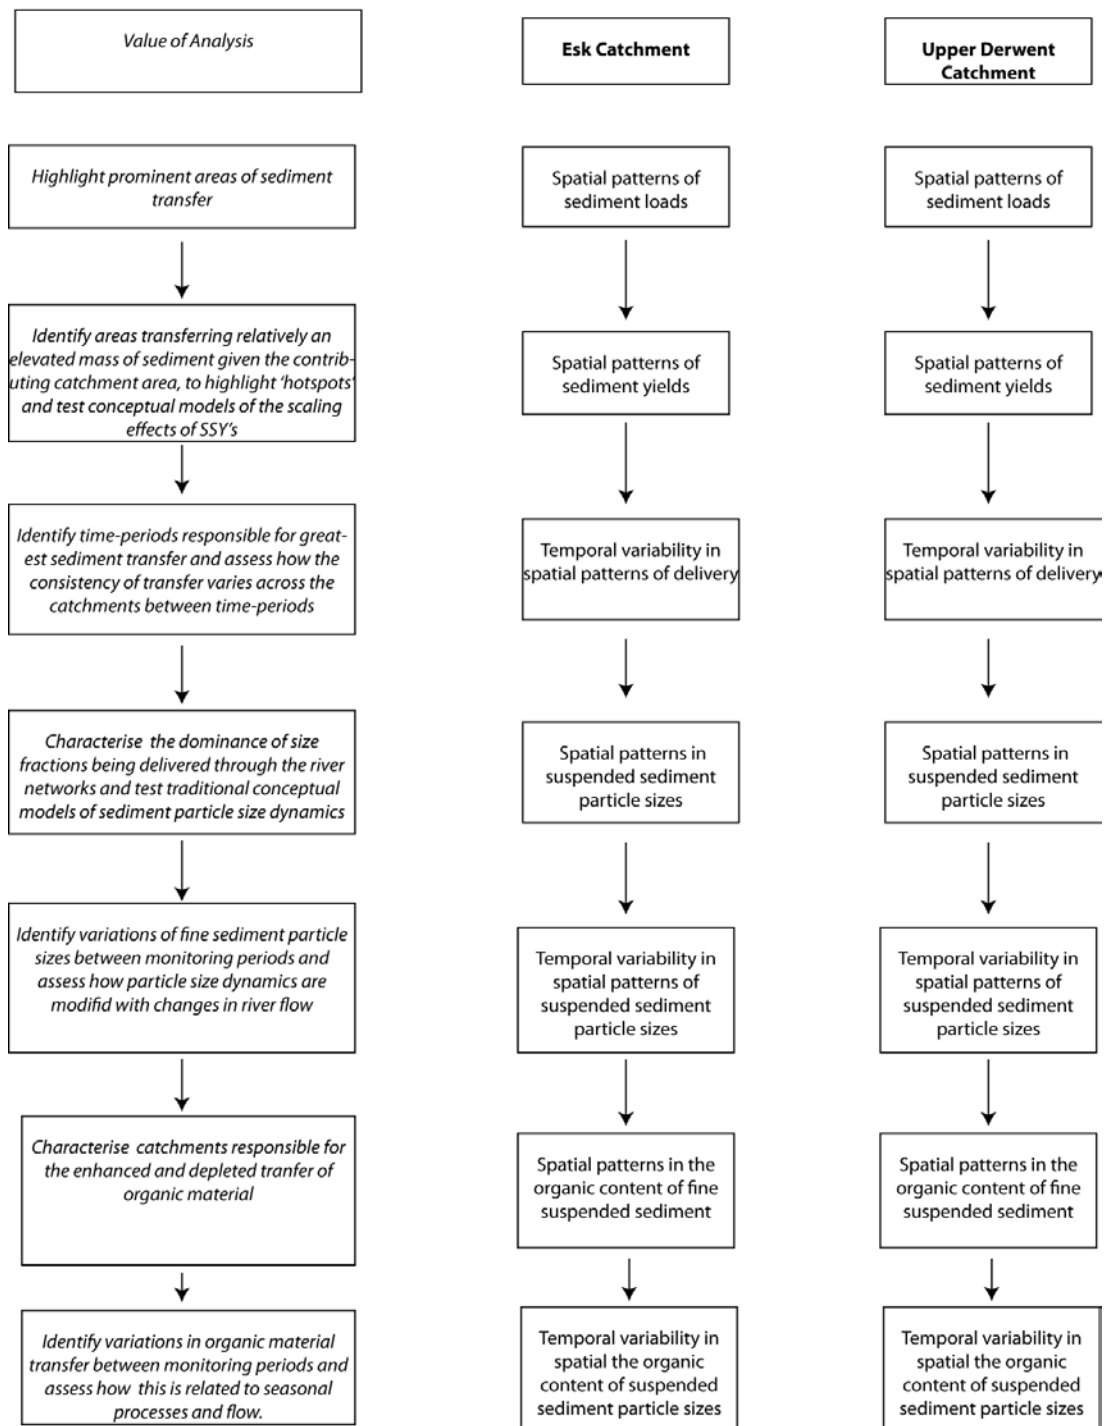 Value of Analysis
Esk Catchment
Upper Derwent
Catchment
Highlight prominent areas of sediment
transfer
Spatial patterns of
sediment loads
Spatial patterns of
sediment loads
Identify areas transferring relatively an
elevated mass of sediment given the contrib-
uting catchment area, to highlight ‘hotspots’
and test conceptual models of the scaling
effects of SSY’s
Spatial patterns of
sediment yields
Spatial patterns of
sediment yields
Identify time-periods responsible for great-
est sediment transfer and assess how the
consistency of transfer varies across the
catchments between time-periods
Temporal variability in
spatial patterns of delivery
Temporal variability in
spatial patterns of delivery
Characterise the dominance of size
fractions being delivered through the river
networks and test traditional conceptual
models of sediment particle size dynamics
Spatial patterns in
suspended sediment
particle sizes
Spatial patterns in
suspended sediment
particle sizes
Identify variations of fine sediment particle
sizes between monitoring periods and
assess how particle size dynamics are
modifid with changes in river flow
Temporal variability in
spatial patterns of
suspended sediment
particle sizes
Temporal variability in
spatial patterns of
suspended sediment
particle sizes
Characterise catchments responsible for
the enhanced and depleted tranfer of
organic material
Spatial patterns in the
organic content of fine
suspended sediment
Spatial patterns in the
organic content of fine
suspended sediment
Identify variations in organic material
transfer between monitoring periods and
assess how this is related to seasonal
processes and flow.
Temporal variability in
spatial the organic
content of suspended
sediment particle sizes
Temporal variability in
spatial the organic
content of suspended
sediment particle sizes